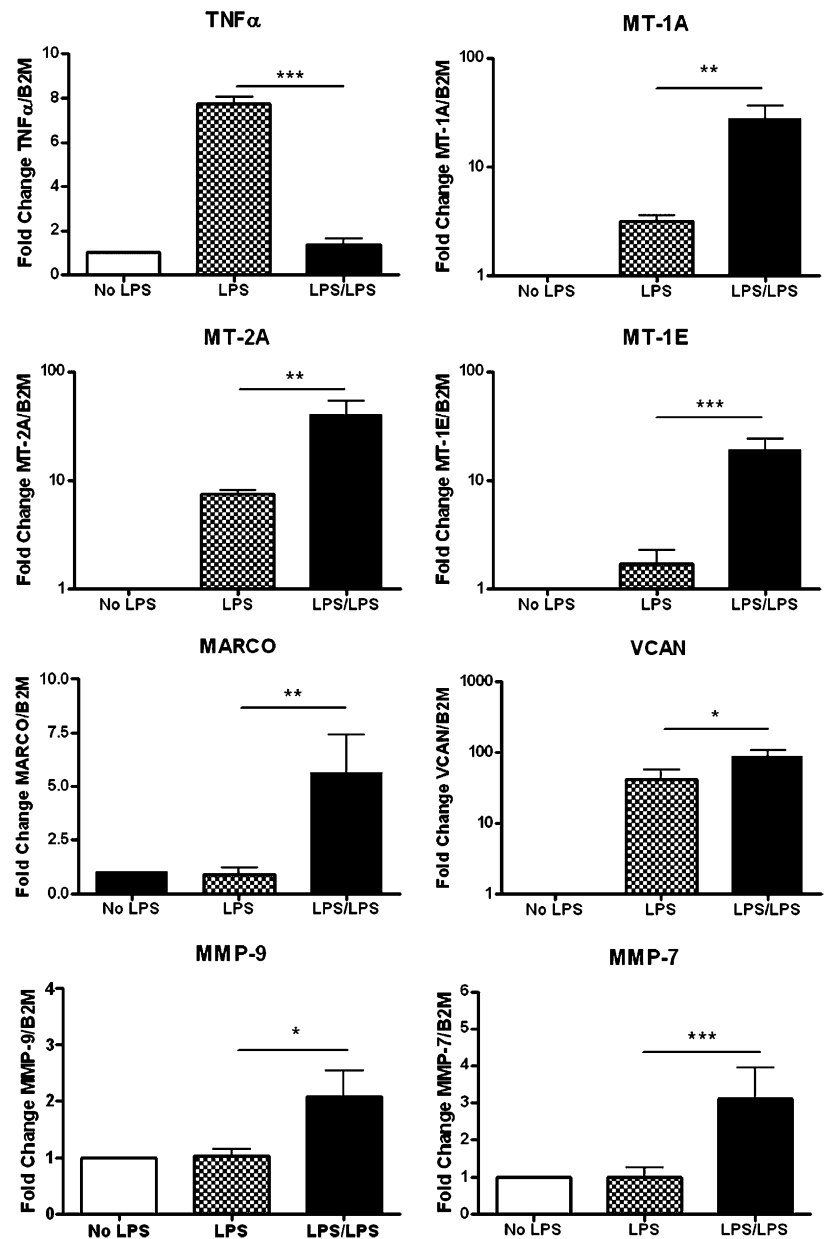 TNFα
Fold Change TNFα/B2M
10
8
6
4
2
0
***
No LPS LPS LPS/LPS
MT-1A
Fold Change MT-1A/B2M
100
10
1
**
No LPS LPS LPS/LPS
MT-2A
Fold Change MT-2A/B2M
100
10
1
**
No LPS LPS LPS/LPS
MT-1E
Fold Change MT-1E/B2M
100
10
1
***
No LPS LPS LPS/LPS
MARCO
Fold Change MARCO/B2M
10.0
7.5
5.0
2.5
0.0
**
No LPS LPS LPS/LPS
VCAN
Fold Change VCAN/B2M
1000
100
10
1
*
No LPS LPS LPS/LPS
MMP-9
Fold Change MMP-9/B2M
4
3
2
1
0
*
No LPS LPS LPS/LPS
MMP-7
Fold Change MMP-7/B2M
6
5
4
3
2
1
0
***
No LPS LPS LPS/LPS